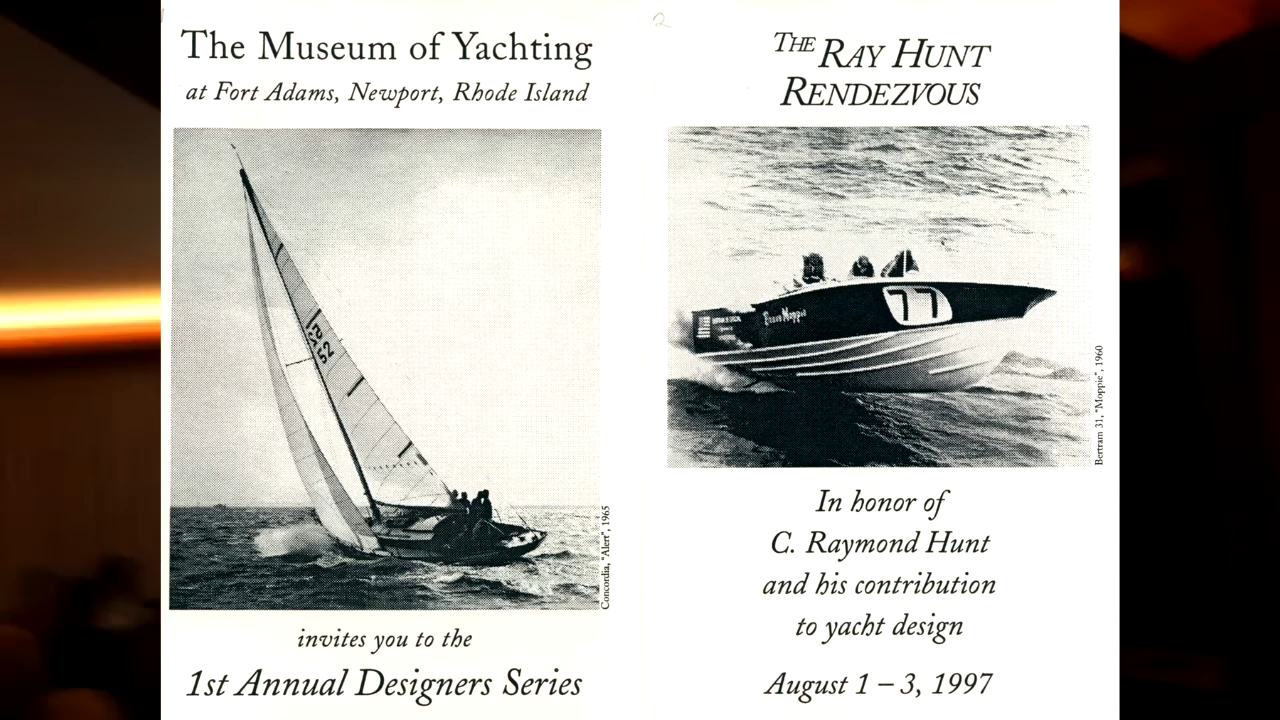 The Museum of Yachting
at Fort Adams, Newport, Rhode Island
Concordia, "Alert", 1965
invites you to the
1st Annual Designers Series
2
THE RAY HUNT
RENDEZVOUS
77
Brave Moppie
Bertram 31, "Moppie", 1960
In honor of
C. Raymond Hunt
and his contribution
to yacht design
August 1 – 3, 1997